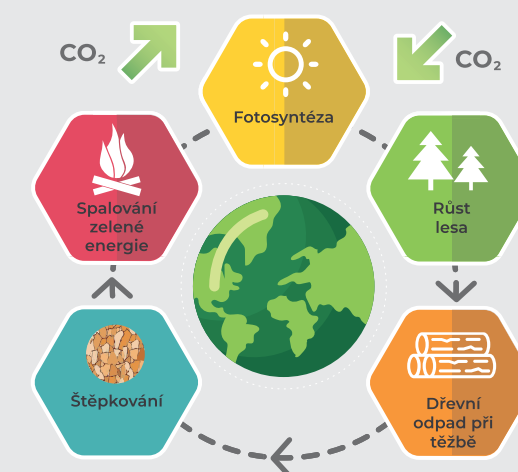 CO₂
Fotosyntéza
CO₂
Spalování
zelené
energie
Růst
lesa
Štěpkování
Dřevní
odpad při
těžbě